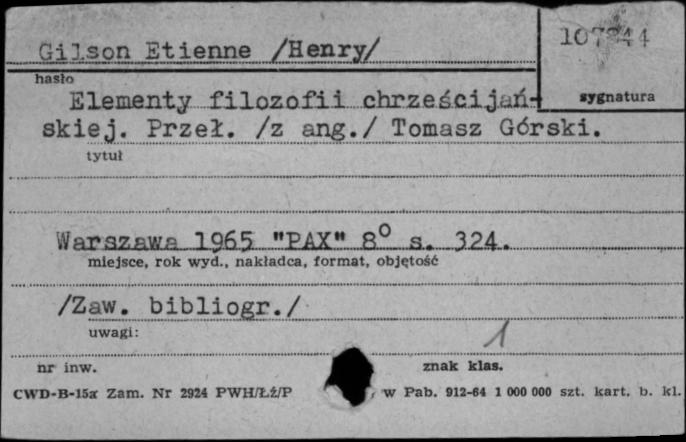 Gilson Etienne /Henry/
hasło
sygnatura
Elementy filozofii chrześcijań-
skiej. Przeł. /z ang./ Tomasz Górski.
tytuł
Warszawa 1965 "PAX" 8° s. 324.
miejsce, rok wyd., nakładca, format, objętość
/Zaw. bibliogr./
uwagi:
1
nr inw.
znak klas.
CWD-B-15a Zam. Nr 2924 PWH/Łż/P
w Pab. 912-64 1 000 000 szt. kart. b. kl.